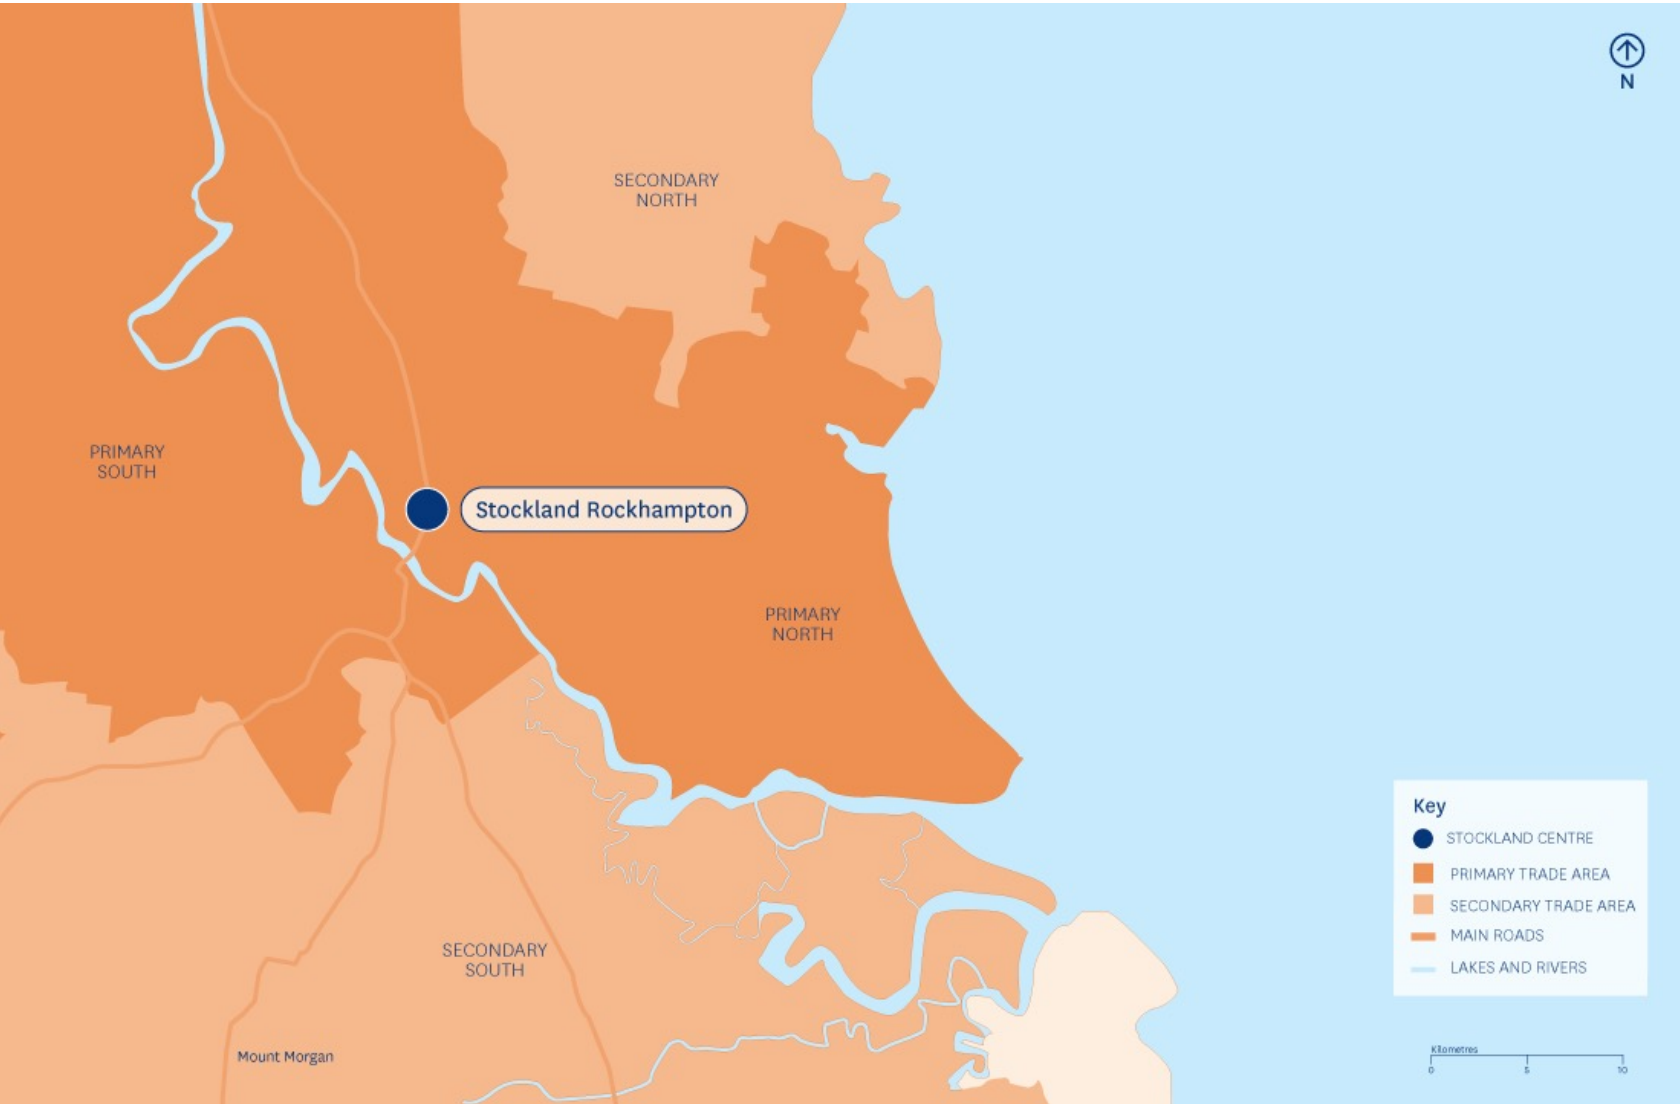 N
SECONDARY
NORTH
PRIMARY
SOUTH
Stockland Rockhampton
PRIMARY
NORTH
SECONDARY
SOUTH
Mount Morgan
Key
STOCKLAND CENTRE
PRIMARY TRADE AREA
SECONDARY TRADE AREA
MAIN ROADS
LAKES AND RIVERS
Kilometres
0 5 10